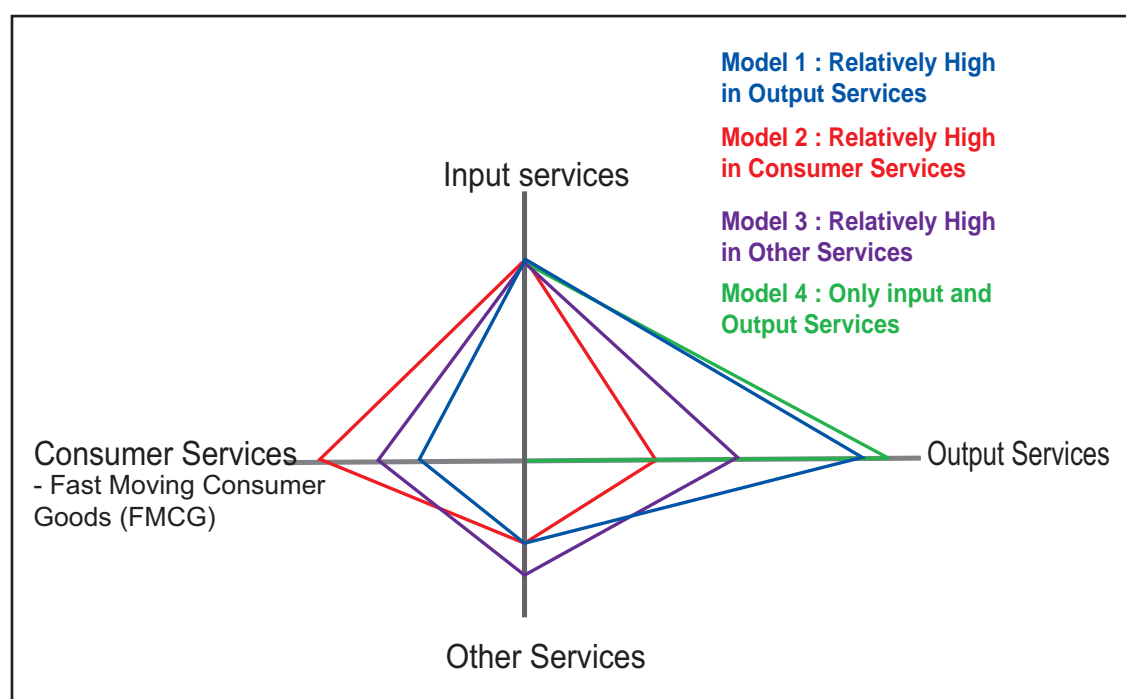 Model 1 : Relatively High
in Output Services
Model 2 : Relatively High
in Consumer Services
Input services
Model 3 : Relatively High
in Other Services
Model 4 : Only input and
Output Services
Consumer Services
- Fast Moving Consumer
Goods (FMCG)
Output Services
Other Services